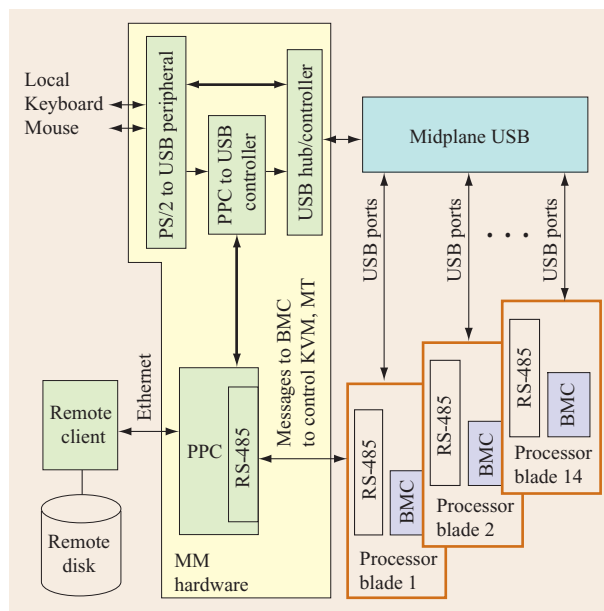 Local
Keyboard
Mouse
PS/2 to USB peripheral
PPC to USB
controller
USB hub/controller
Midplane USB
USB ports
USB ports
USB ports
. . .
Ethernet
Messages to BMC
to control KVM, MT
Remote
client
PPC
RS-485
Remote
disk
MM
hardware
RS-485
BMC
Processor
blade 1
RS-485
BMC
Processor
blade 2
RS-485
BMC
Processor
blade 14